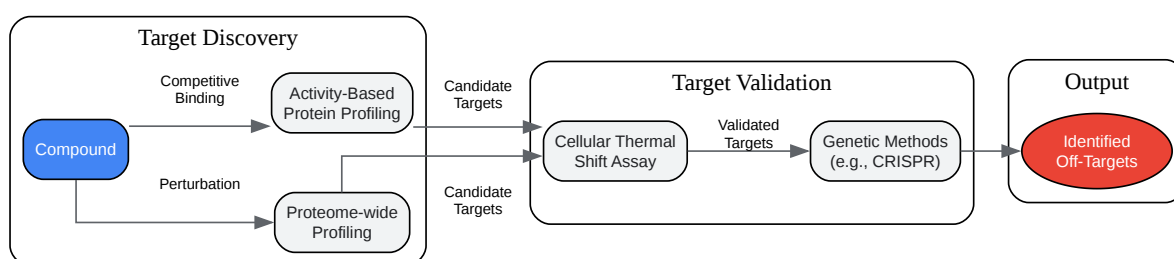 Target Discovery
Compound
Competitive
Binding
Activity-Based
Protein Profiling
Perturbation
Proteome-wide
Profiling
Candidate
Targets
Candidate
Targets
Target Validation
Cellular Thermal
Shift Assay
Validated
Targets
Genetic Methods
(e.g., CRISPR)
Output
Identified
Off-Targets